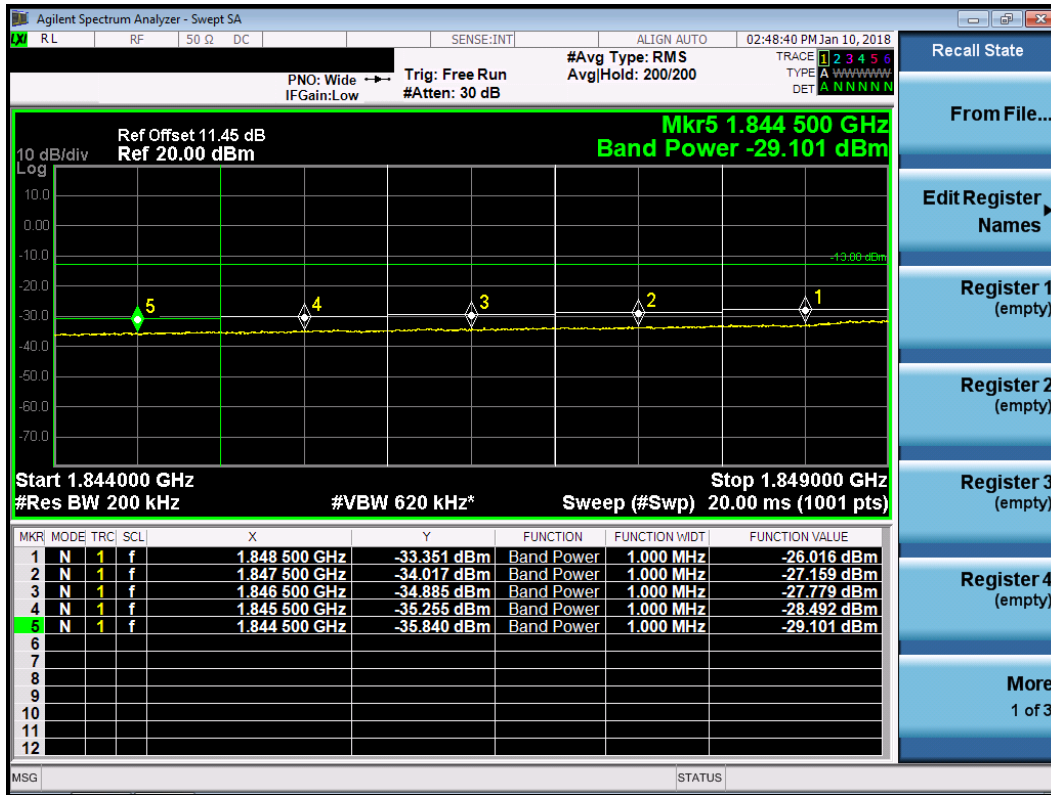 Agilent Spectrum Analyzer - Swept SA
LXI RL RF 50 Ω DC SENSE:INT ALIGN AUTO 02:48:40 PM Jan 10, 2018
#Avg Type: RMS TRACE 1 2 3 4 5 6
PNO: Wide Trig: Free Run Avg|Hold: 200/200 TYPE A WWWWW
IFGain:Low #Atten: 30 dB DET A N N N N N
Ref Offset 11.45 dB Mkr5 1.844 500 GHz
10 dB/div Ref 20.00 dBm Band Power -29.101 dBm
Log
10.0
0.00
-10.0 -13.00 dBm
-20.0
-30.0 5 4 3 2 1
-40.0
-50.0
-60.0
-70.0
Start 1.844000 GHz Stop 1.849000 GHz
#Res BW 200 kHz #VBW 620 kHz* Sweep (#Swp) 20.00 ms (1001 pts)
MKR MODE TRC SCL X Y FUNCTION FUNCTION WIDT FUNCTION VALUE
1 N 1 f 1.848 500 GHz -33.351 dBm Band Power 1.000 MHz -26.016 dBm
2 N 1 f 1.847 500 GHz -34.017 dBm Band Power 1.000 MHz -27.159 dBm
3 N 1 f 1.846 500 GHz -34.885 dBm Band Power 1.000 MHz -27.779 dBm
4 N 1 f 1.845 500 GHz -35.255 dBm Band Power 1.000 MHz -28.492 dBm
5 N 1 f 1.844 500 GHz -35.840 dBm Band Power 1.000 MHz -29.101 dBm
6
7
8
9
10
11
12
MSG STATUS
Recall State
From File...
Edit Register
Names
Register 1
(empty)
Register 2
(empty)
Register 3
(empty)
Register 4
(empty)
More
1 of 3